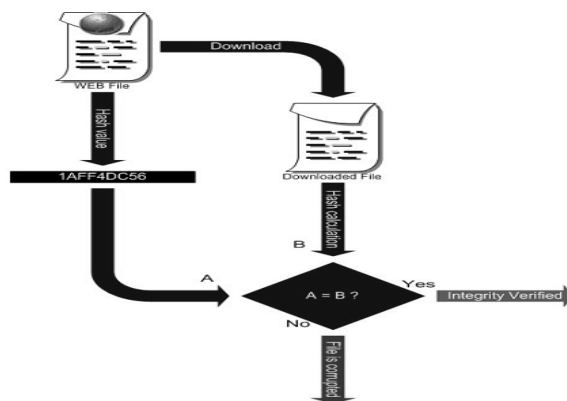 Download
WEB File
Hash value
1AFF4DC56
Downloaded File
Hash calculation
B
A
A = B ?
Yes
Integrity Verified
No
File is corrupted